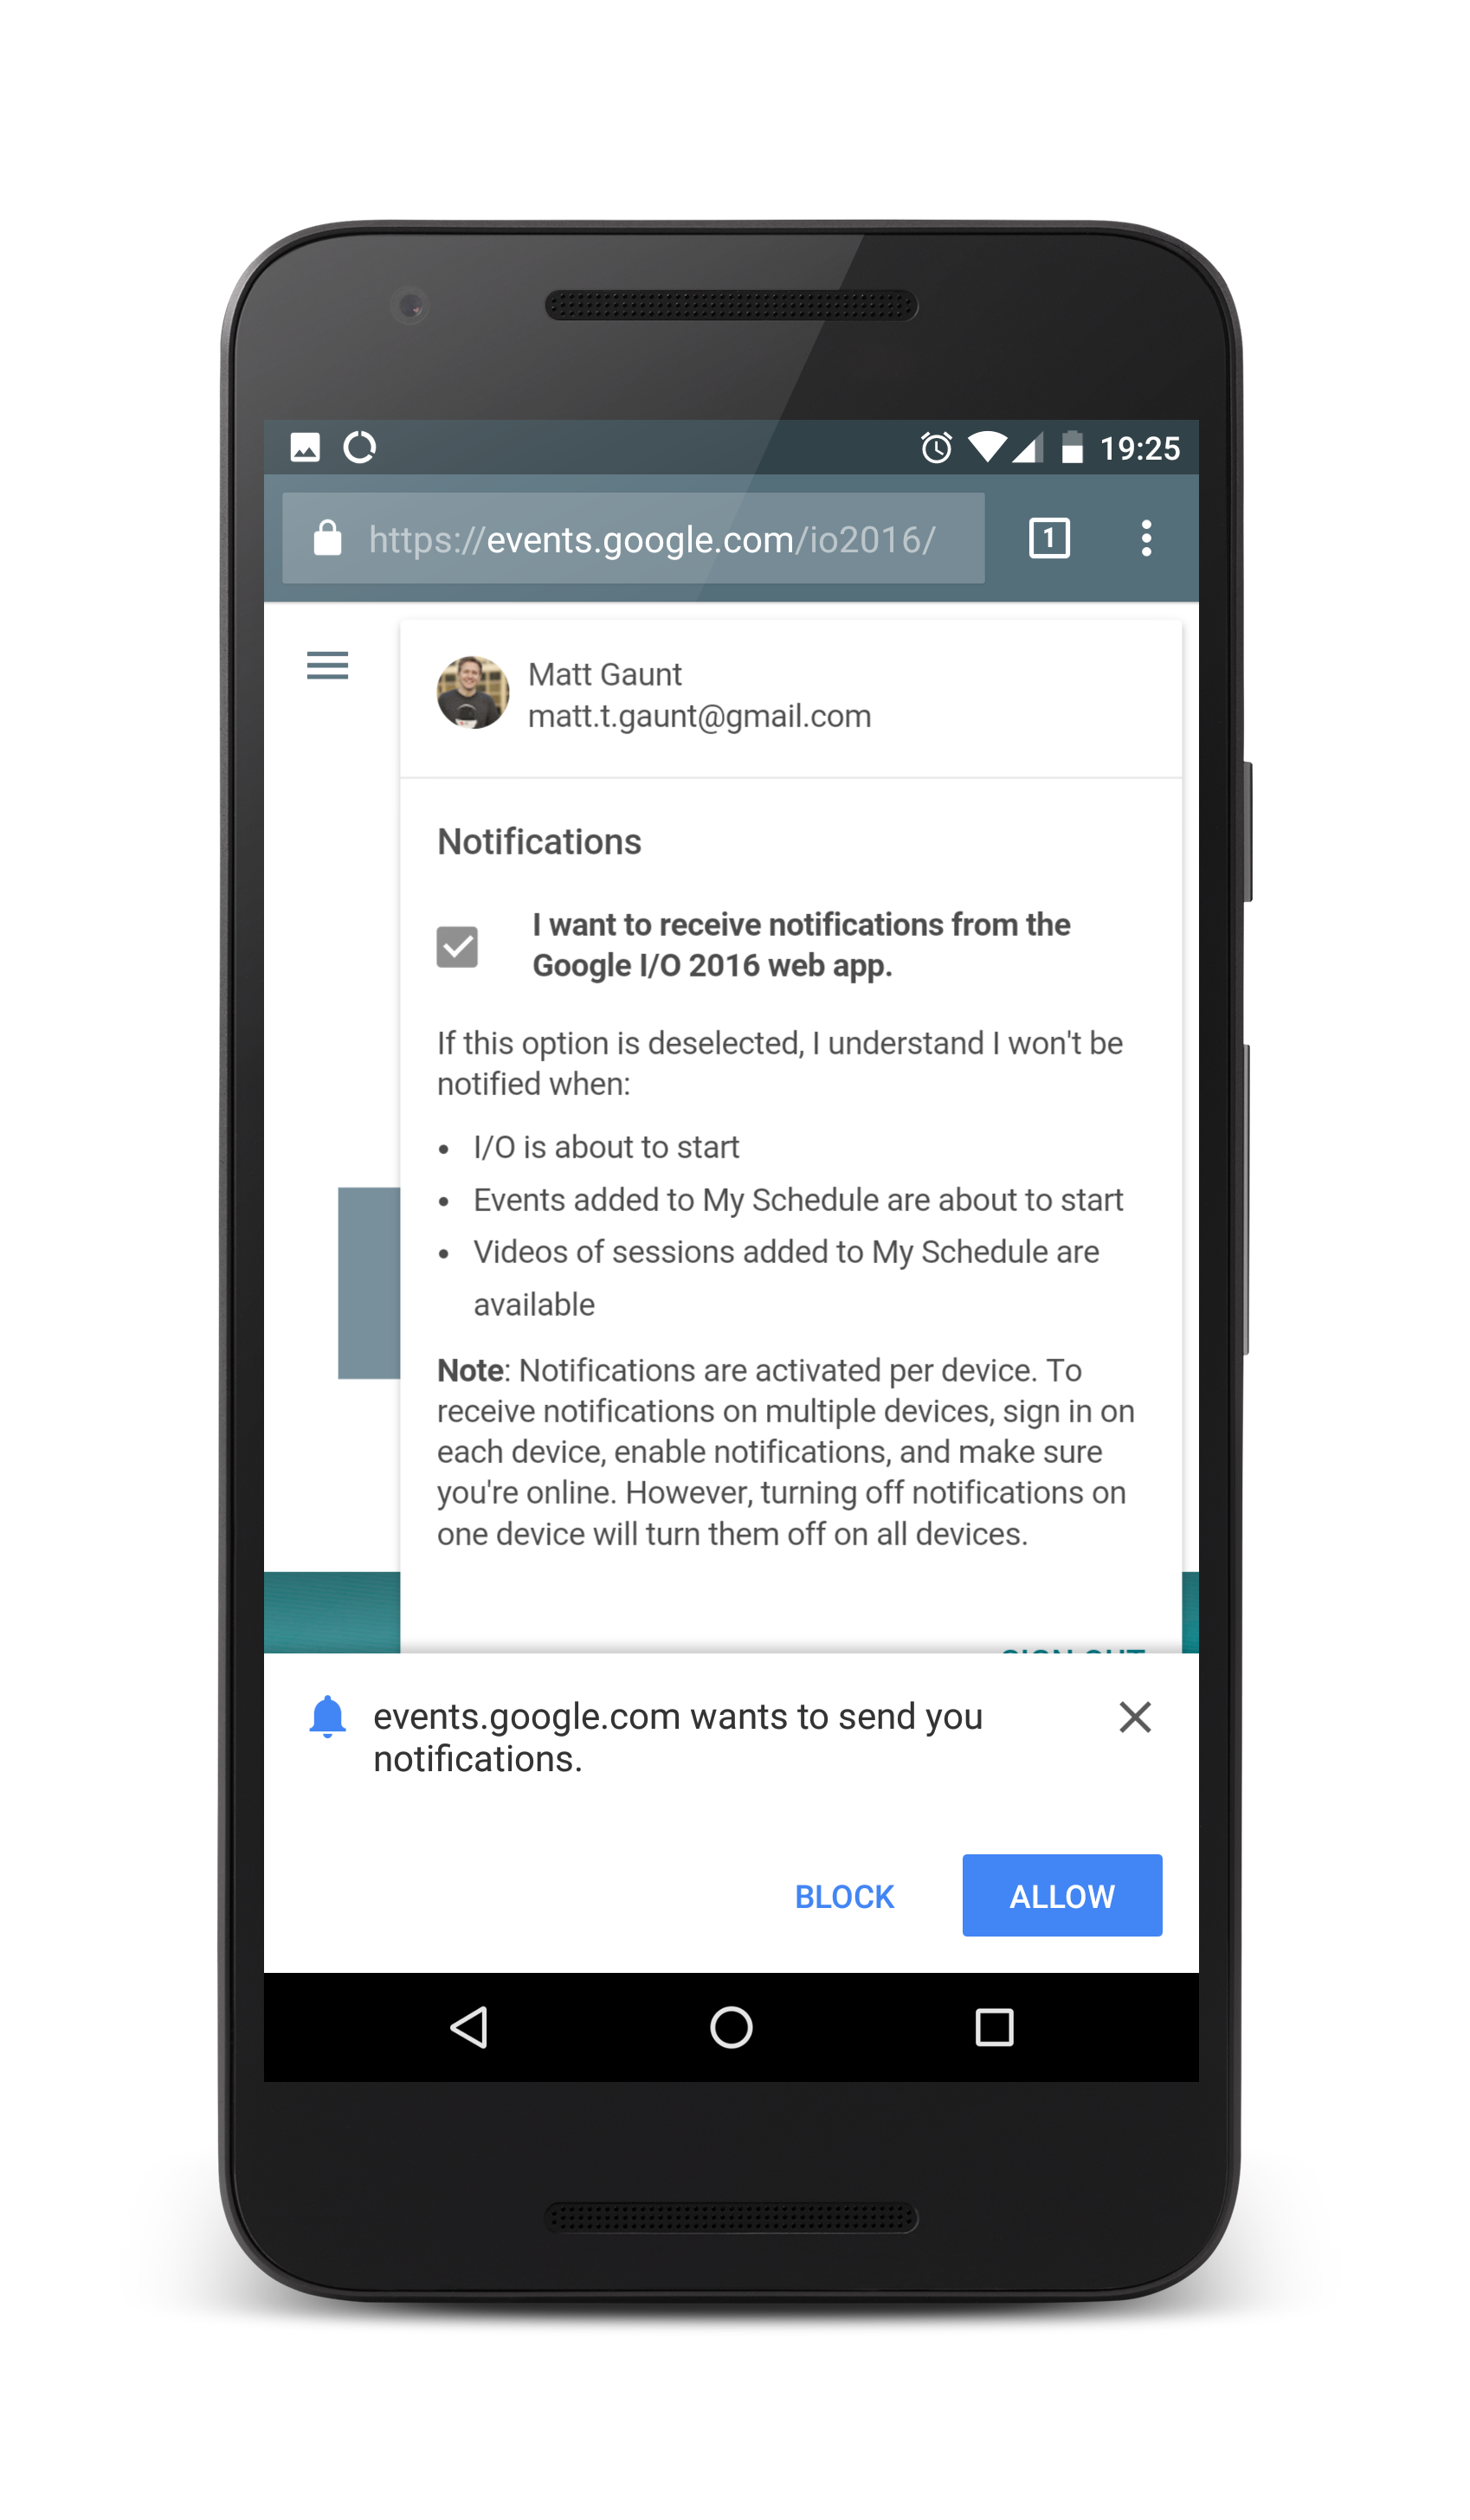 19:25
https://events.google.com/io2016/
1
Matt Gaunt
matt.t.gaunt@gmail.com
Notifications
I want to receive notifications from the
Google I/O 2016 web app.
If this option is deselected, I understand I won't be
notified when:
• I/O is about to start
• Events added to My Schedule are about to start
• Videos of sessions added to My Schedule are
available
Note: Notifications are activated per device. To
receive notifications on multiple devices, sign in on
each device, enable notifications, and make sure
you're online. However, turning off notifications on
one device will turn them off on all devices.
SIGN OUT
events.google.com wants to send you
notifications.
BLOCK
ALLOW